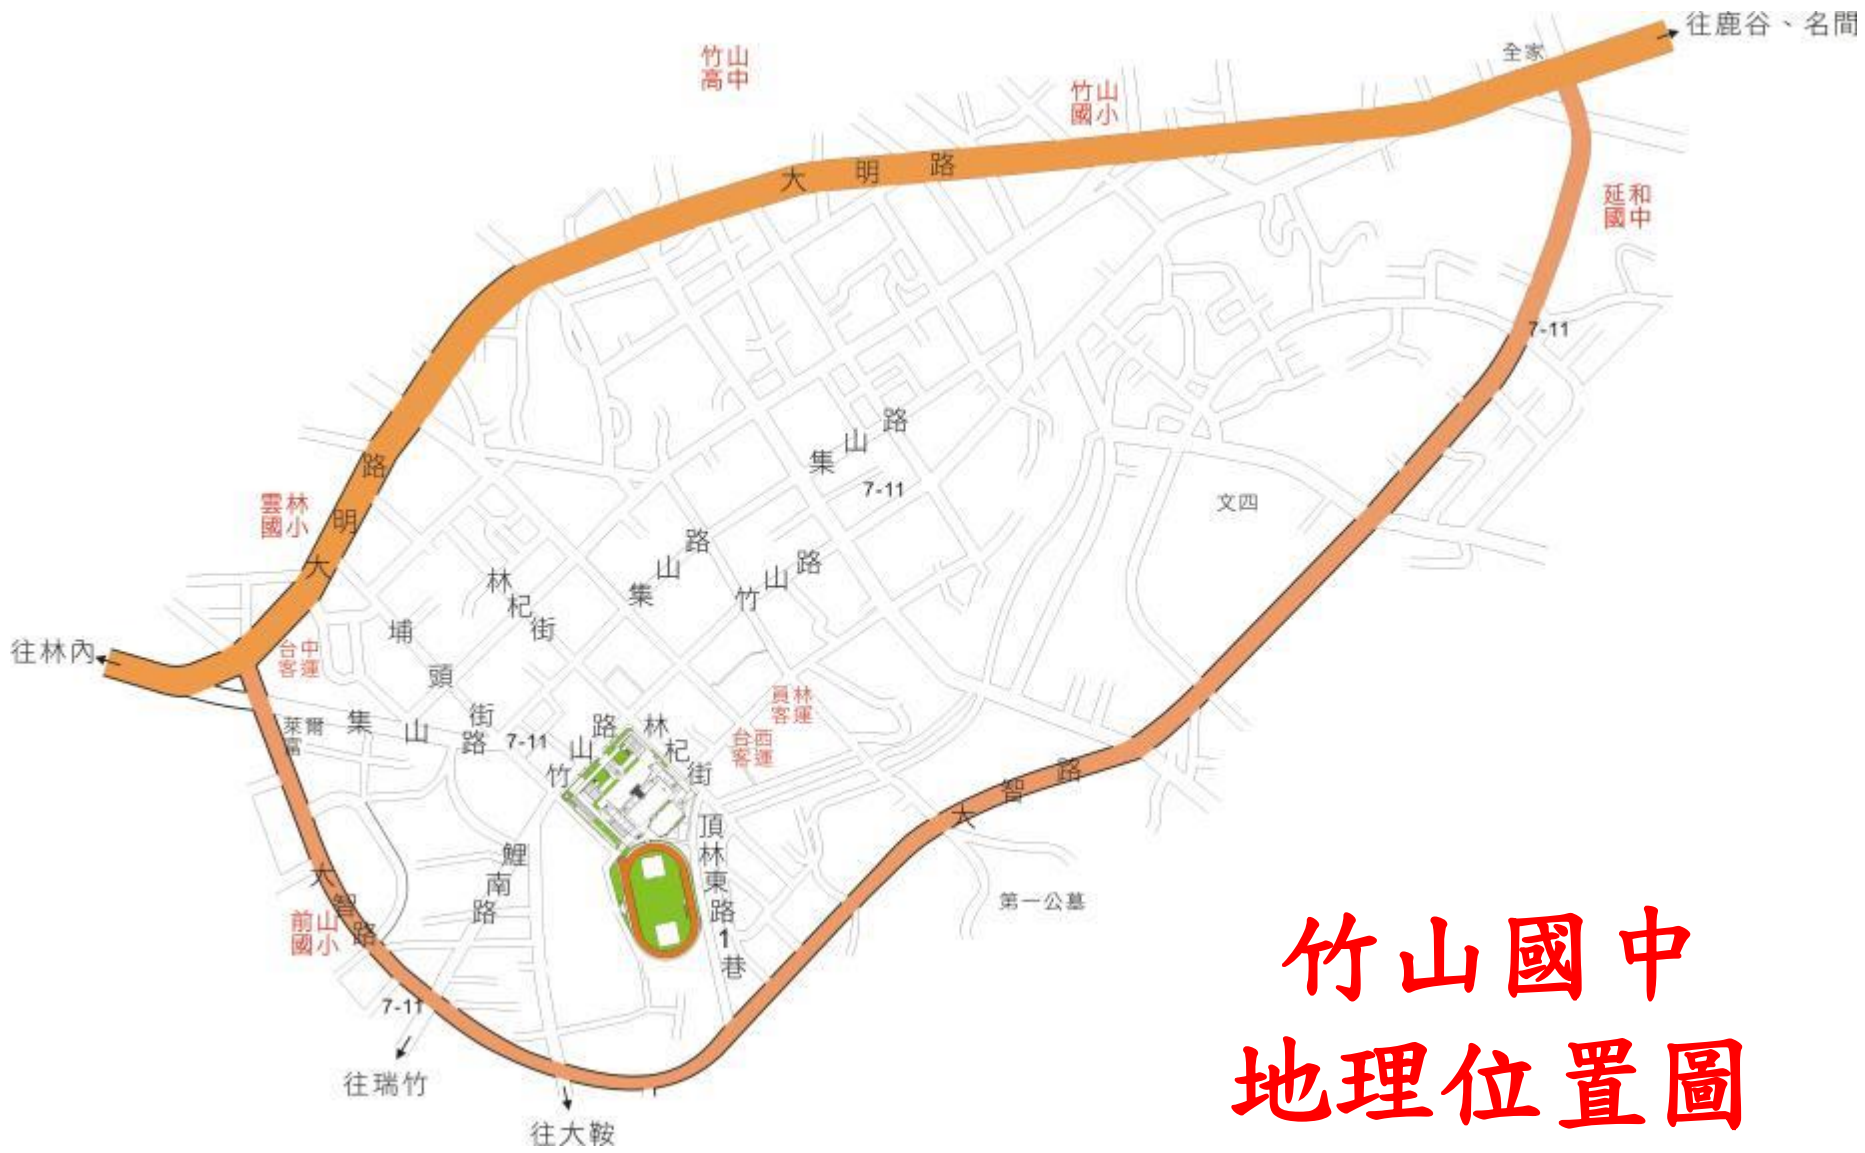 往鹿谷、名間
全家
竹山
高中
竹山
國小
大明路
延和
國中
7-11
集山路
7-11
路
明
大
雲林
國小
文四
集山路
竹山路
林杞街
埔頭街
往林內
台中
客運
萊爾富
集山路
7-11
員林
客運
台西
客運
竹山路
林杞街
大智路
頂林東路1巷
鯉南路
大智路
前山
國小
第一公墓
7-11
往瑞竹
往大鞍
竹山國中
地理位置圖